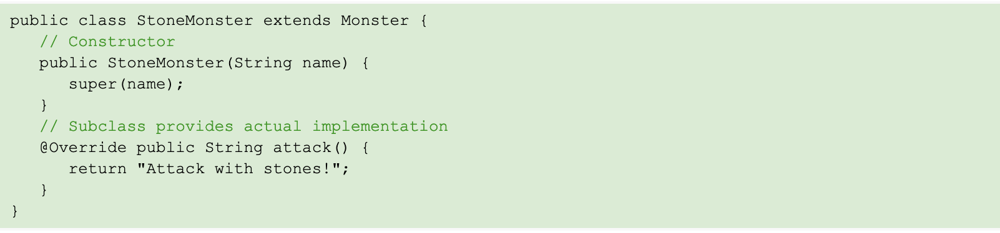 public class StoneMonster extends Monster {
   // Constructor
   public StoneMonster(String name) {
      super(name);
   }
   // Subclass provides actual implementation
   @Override public String attack() {
      return "Attack with stones!";
   }
}